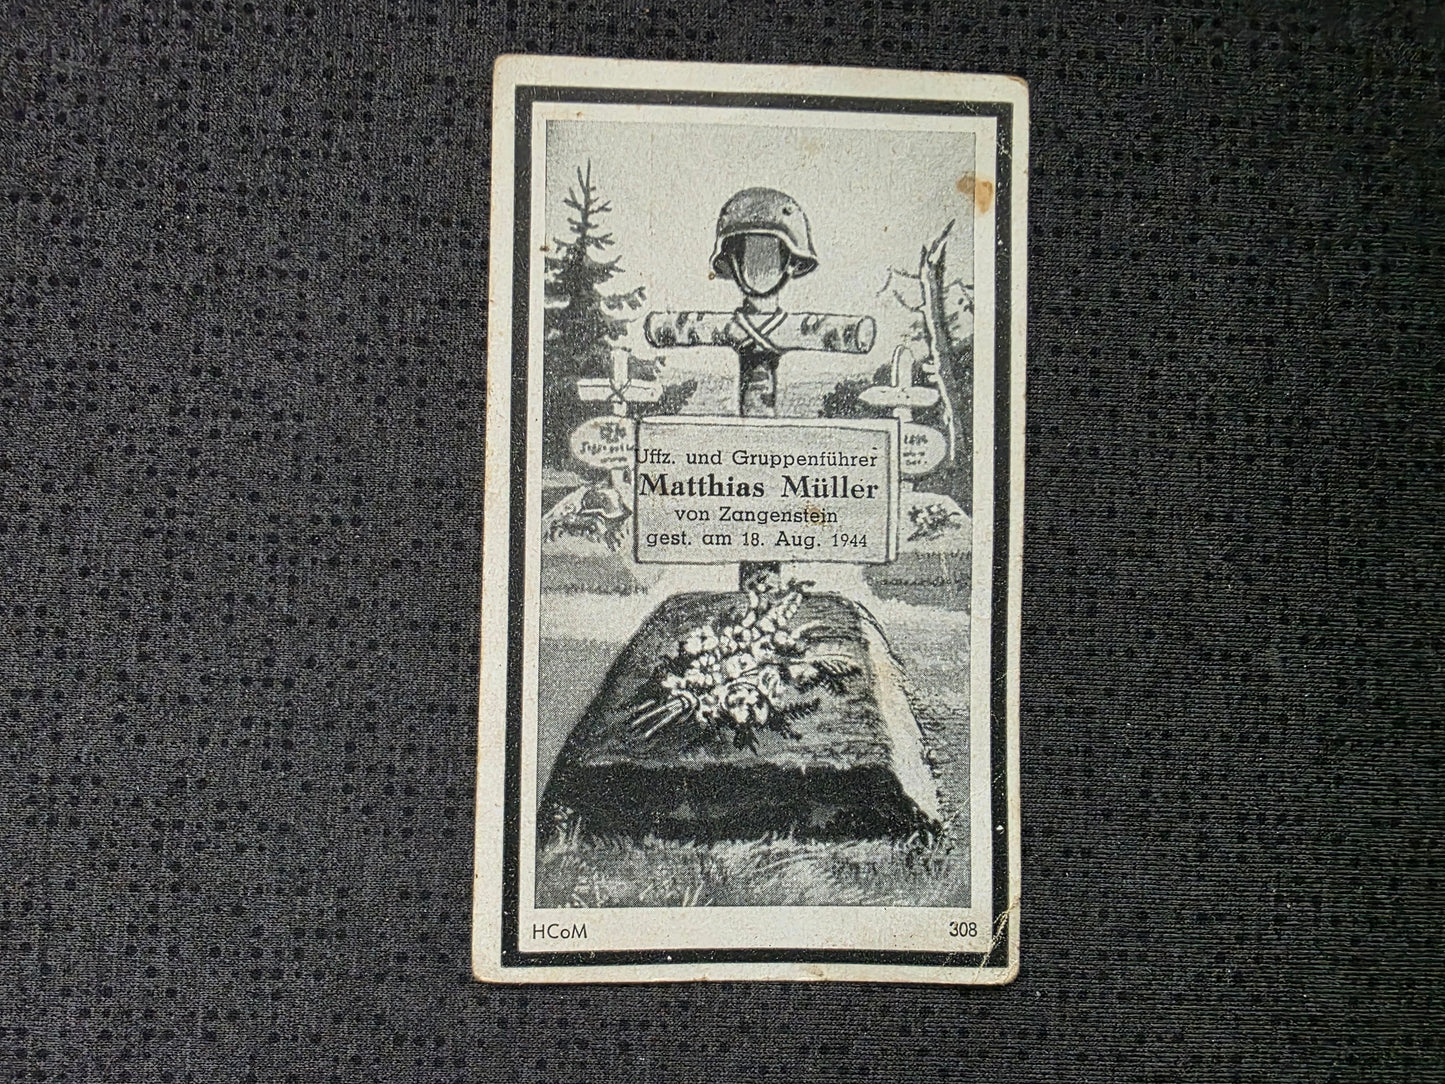 Uffz. und Gruppenführer
Matthias Müller
von Zangenstein
gest. am 18. Aug. 1944
HCoM
308